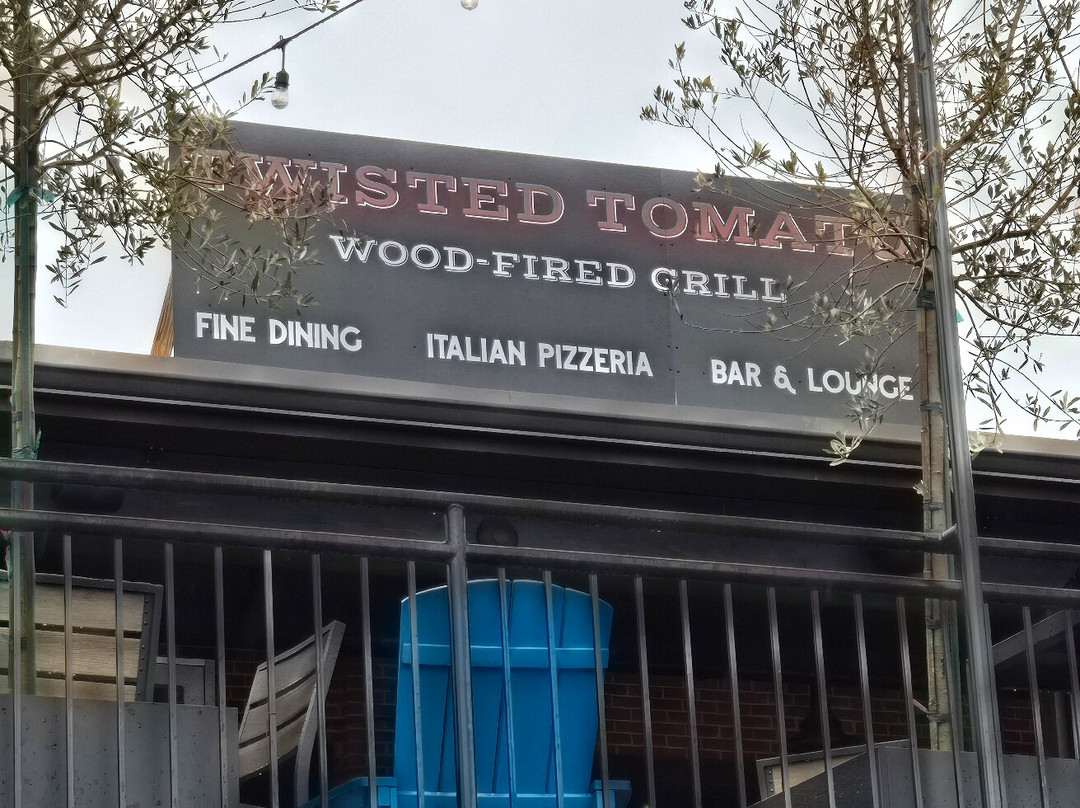 TWISTED TOMATO
WOOD-FIRED GRILL
FINE DINING ITALIAN PIZZERIA BAR & LOUNGE